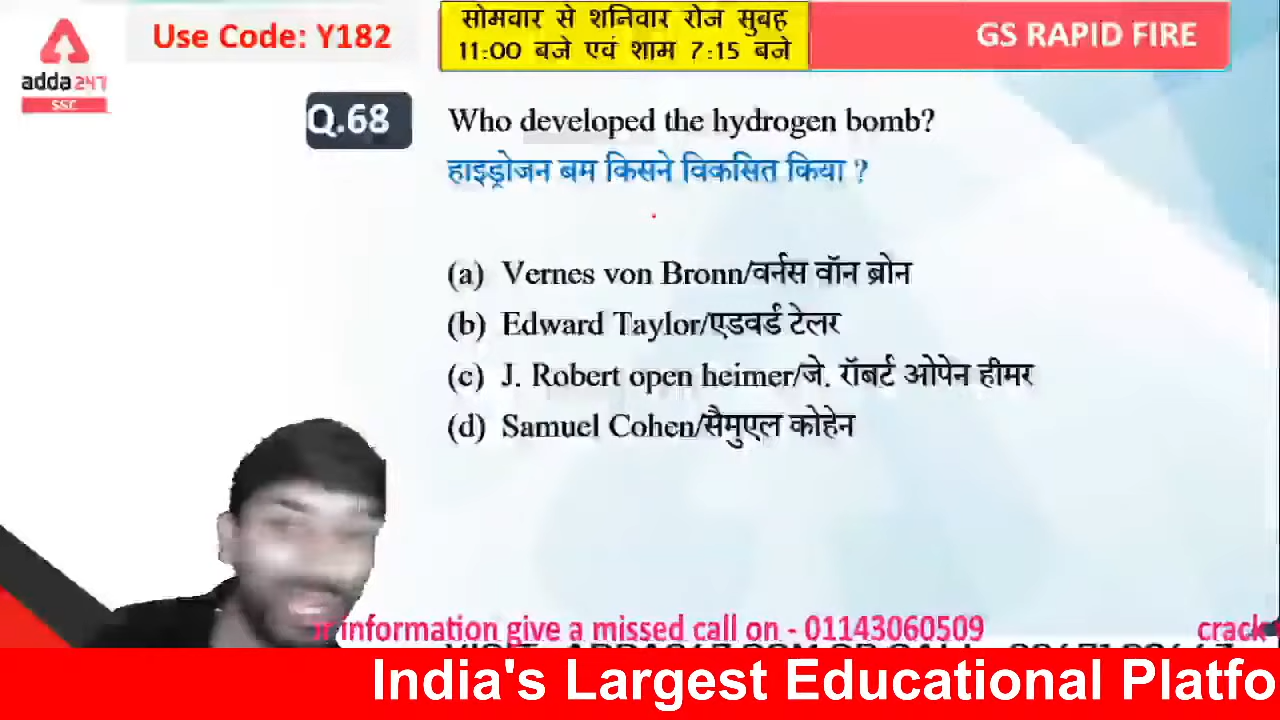 adda247
SSC
Use Code: Y182
सोमवार से शनिवार रोज सुबह
11:00 बजे एवं शाम 7:15 बजे
GS RAPID FIRE
Q.68
Who developed the hydrogen bomb?
हाइड्रोजन बम किसने विकसित किया ?
(a) Vernes von Bronn/वर्नस वॉन ब्रोन
(b) Edward Taylor/एडवर्ड टेलर
(c) J. Robert open heimer/जे. रॉबर्ट ओपेन हीमर
(d) Samuel Cohen/सैमुएल कोहेन
information give a missed call on - 01143060509
crack
India's Largest Educational Platfo